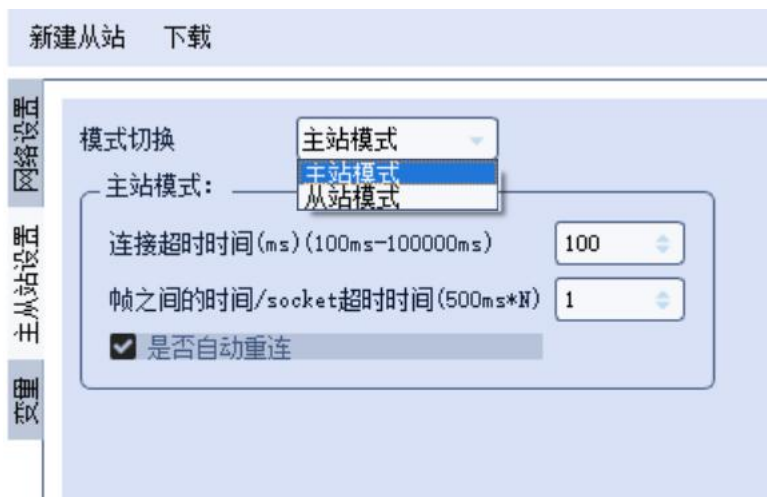 新建从站 下载
网络设置
主从站设置
变量
模式切换 主站模式
主站模式
从站模式
主站模式:
连接超时时间(ms)(100ms-100000ms) 100
帧之间的时间/socket超时时间(500ms*N) 1
是否自动重连